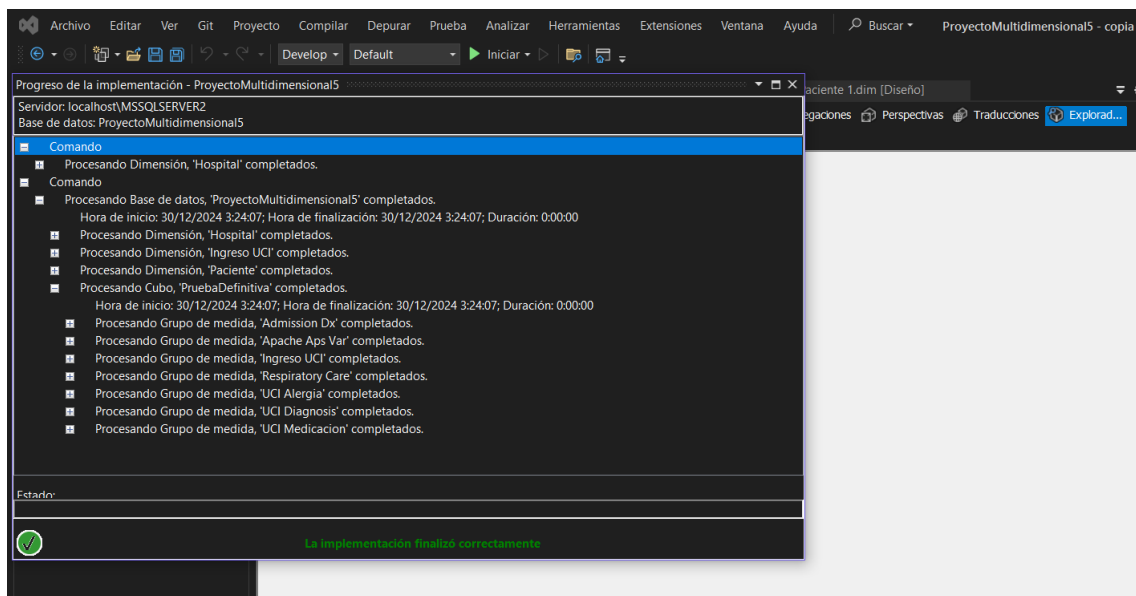 Archivo Editar Ver Git Proyecto Compilar Depurar Prueba Analizar Herramientas Extensiones Ventana Ayuda Buscar ProyectoMultidimensional5 - copia
Develop Default Iniciar
Progreso de la implementación - ProyectoMultidimensional5
aciente 1.dim [Diseño]
Servidor: localhost\MSSQLSERVER2
Base de datos: ProyectoMultidimensional5
egaciones Perspectivas Traducciones Explorad...
Comando
Procesando Dimensión, 'Hospital' completados.
Comando
Procesando Base de datos, 'ProyectoMultidimensional5' completados.
Hora de inicio: 30/12/2024 3:24:07; Hora de finalización: 30/12/2024 3:24:07; Duración: 0:00:00
Procesando Dimensión, 'Hospital' completados.
Procesando Dimensión, 'Ingreso UCI' completados.
Procesando Dimensión, 'Paciente' completados.
Procesando Cubo, 'PruebaDefinitiva' completados.
Hora de inicio: 30/12/2024 3:24:07; Hora de finalización: 30/12/2024 3:24:07; Duración: 0:00:00
Procesando Grupo de medida, 'Admission Dx' completados.
Procesando Grupo de medida, 'Apache Aps Var' completados.
Procesando Grupo de medida, 'Ingreso UCI' completados.
Procesando Grupo de medida, 'Respiratory Care' completados.
Procesando Grupo de medida, 'UCI Alergia' completados.
Procesando Grupo de medida, 'UCI Diagnosis' completados.
Procesando Grupo de medida, 'UCI Medicacion' completados.
Estado:
La implementación finalizó correctamente